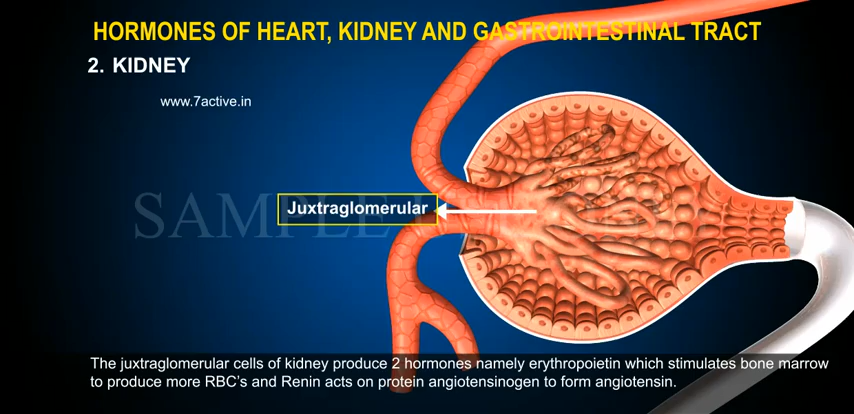 HORMONES OF HEART, KIDNEY AND GASTROINTESTINAL TRACT
2. KIDNEY
www.7active.in
SAMPLE
Juxtraglomerular
The juxtraglomerular cells of kidney produce 2 hormones namely erythropoietin which stimulates bone marrow
to produce more RBC's and Renin acts on protein angiotensinogen to form angiotensin.